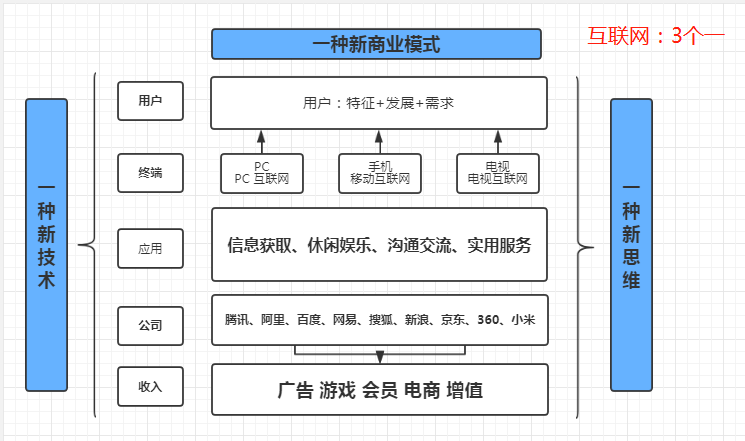 互联网：3个一
一种新商业模式
一种新技术
用户
用户：特征+发展+需求
终端
PC
PC 互联网
手机
移动互联网
电视
电视互联网
应用
信息获取、休闲娱乐、沟通交流、实用服务
公司
腾讯、阿里、百度、网易、搜狐、新浪、京东、360、小米
收入
广告 游戏 会员 电商 增值
一种新思维